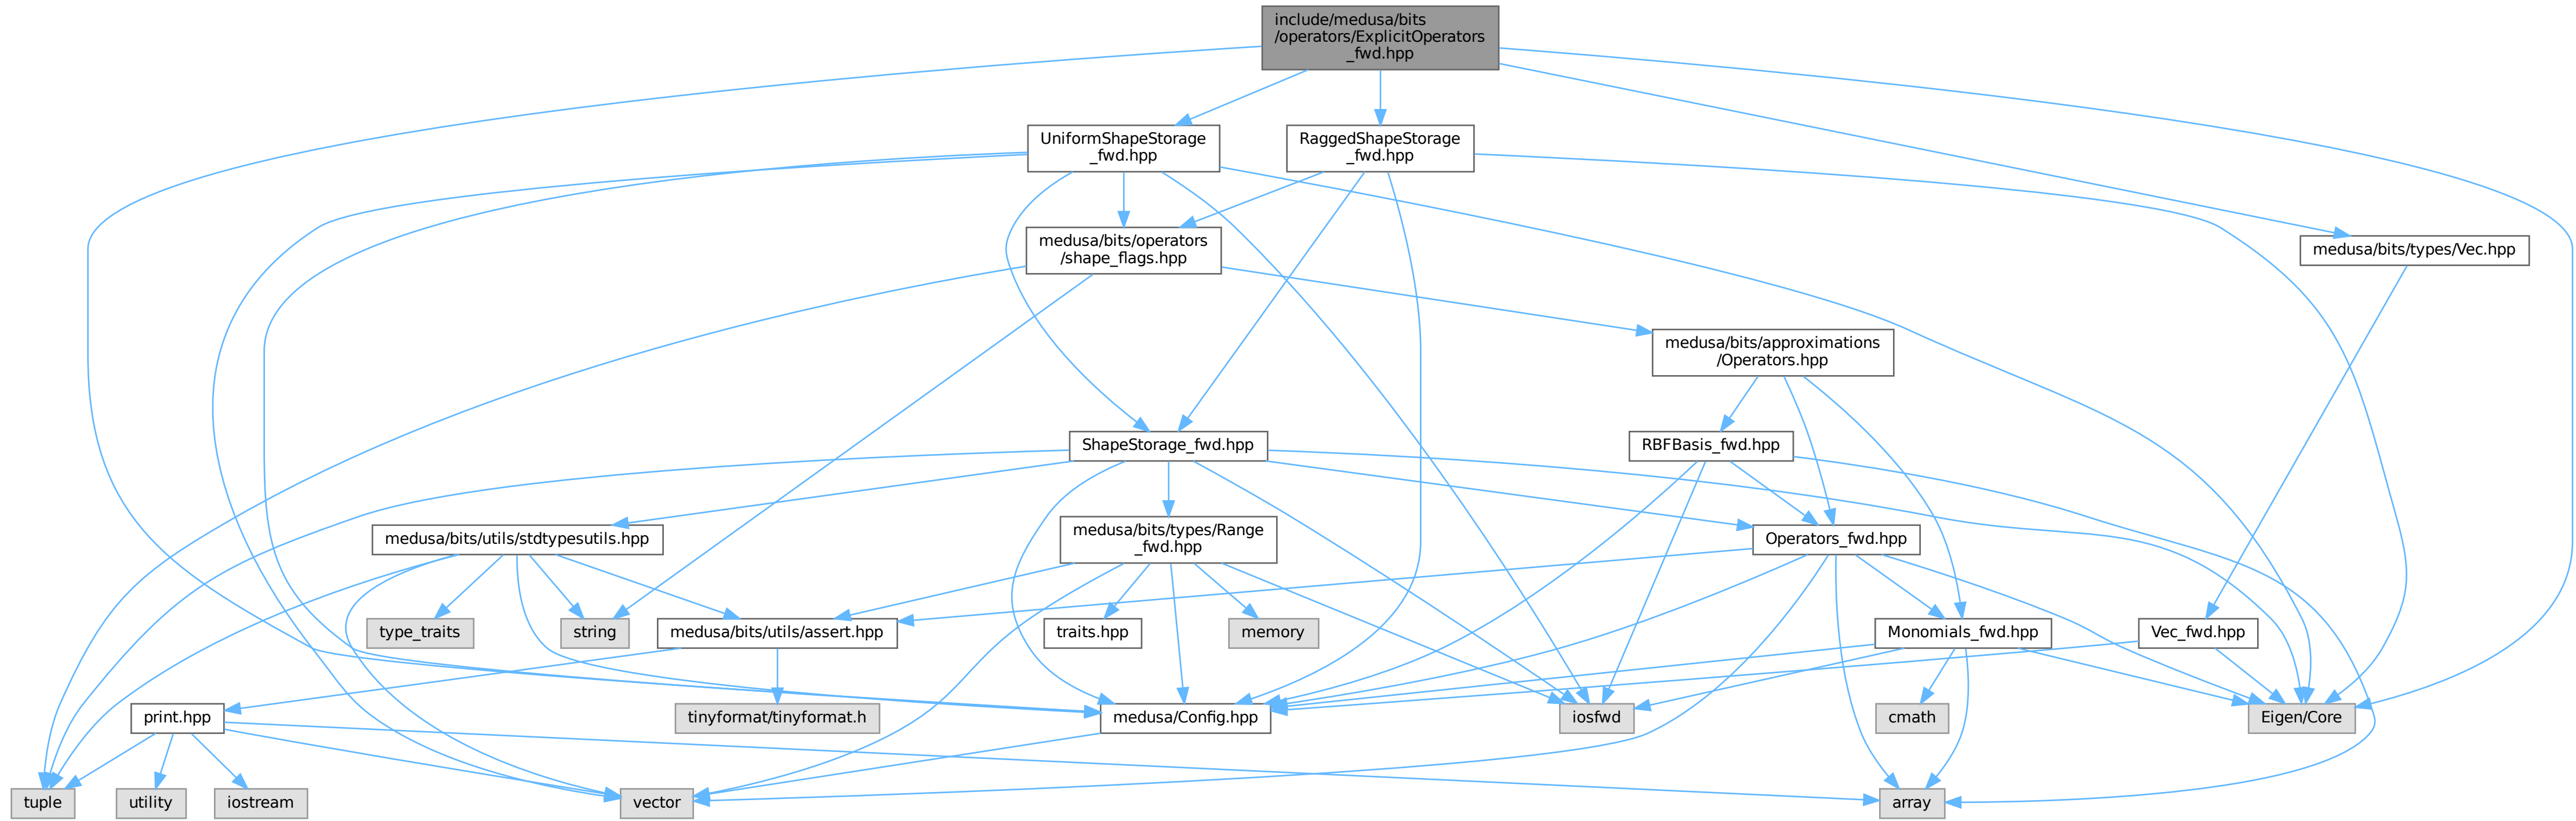 include/medusa/bits
/operators/ExplicitOperators
_fwd.hpp
UniformShapeStorage
_fwd.hpp
RaggedShapeStorage
_fwd.hpp
medusa/bits/operators
/shape_flags.hpp
medusa/bits/types/Vec.hpp
medusa/bits/approximations
/Operators.hpp
ShapeStorage_fwd.hpp
RBFBasis_fwd.hpp
medusa/bits/utils/stdtypesutils.hpp
medusa/bits/types/Range
_fwd.hpp
Operators_fwd.hpp
type_traits
string
medusa/bits/utils/assert.hpp
traits.hpp
memory
Monomials_fwd.hpp
Vec_fwd.hpp
print.hpp
tinyformat/tinyformat.h
medusa/Config.hpp
iosfwd
cmath
Eigen/Core
tuple
utility
iostream
vector
array